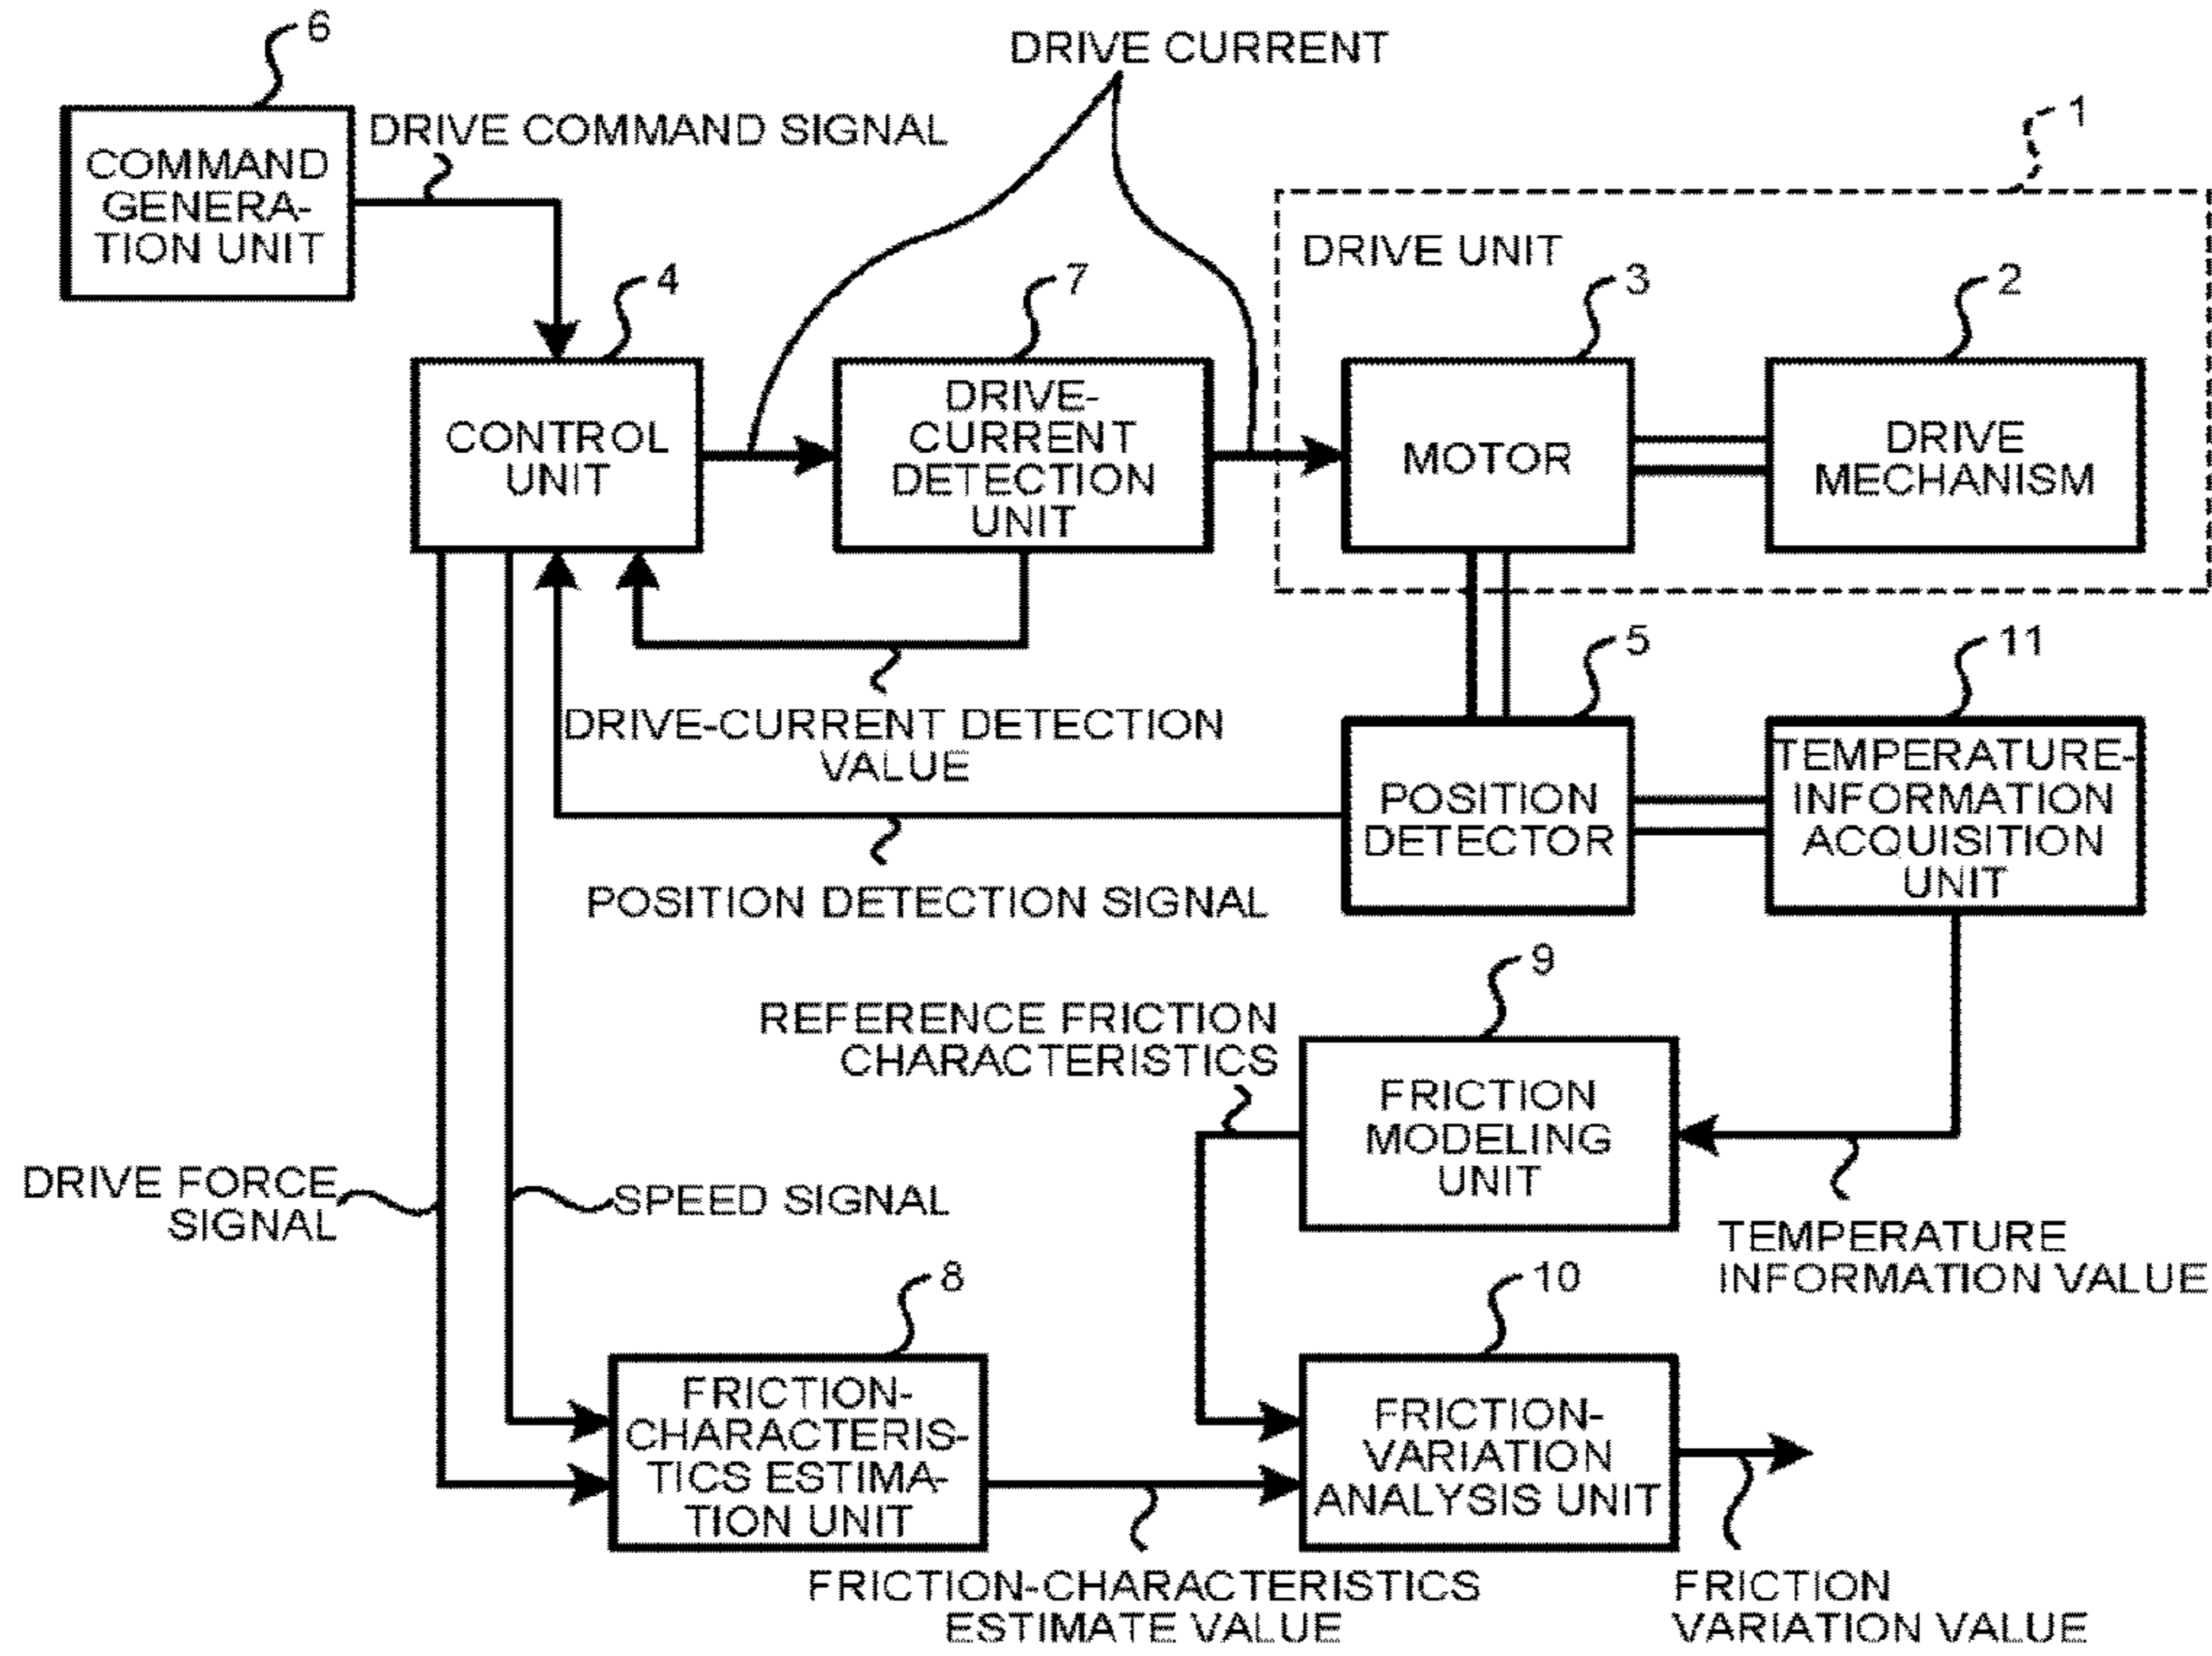 6
DRIVE CURRENT
1
DRIVE COMMAND SIGNAL
COMMAND
GENERA-
TION UNIT
DRIVE UNIT
4
7
3
2
CONTROL
UNIT
DRIVE-
CURRENT
DETECTION
UNIT
MOTOR
DRIVE
MECHANISM
5
11
DRIVE-CURRENT DETECTION
VALUE
POSITION
DETECTOR
TEMPERATURE-
INFORMATION
ACQUISITION
UNIT
POSITION DETECTION SIGNAL
9
REFERENCE FRICTION
CHARACTERISTICS
FRICTION
MODELING
UNIT
DRIVE FORCE
SIGNAL
SPEED SIGNAL
TEMPERATURE
INFORMATION VALUE
8
10
FRICTION-
CHARACTERIS-
TICS ESTIMA-
TION UNIT
FRICTION-
VARIATION
ANALYSIS UNIT
FRICTION-CHARACTERISTICS
ESTIMATE VALUE
FRICTION
VARIATION VALUE